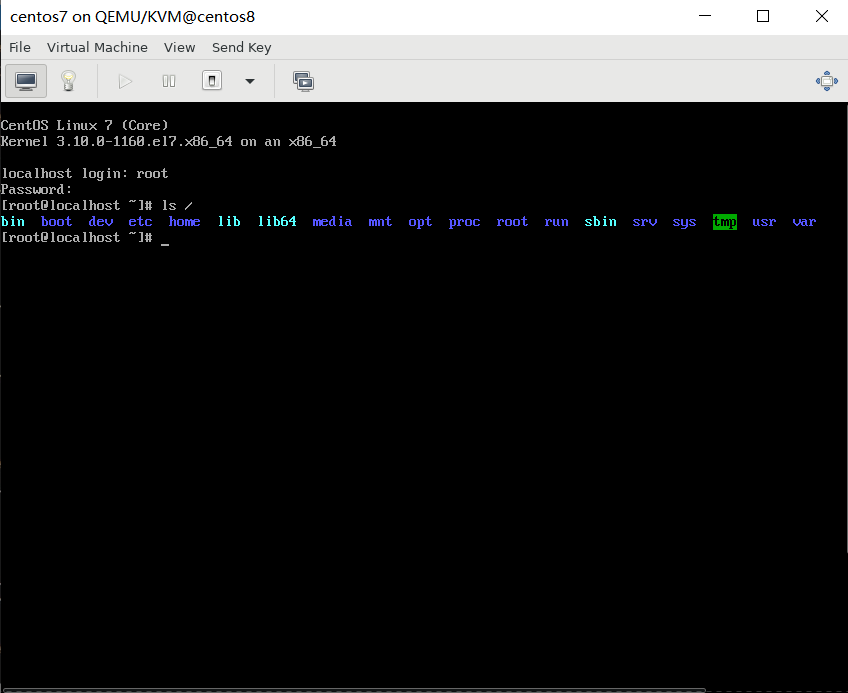 centos7 on QEMU/KVM@centos8
File Virtual Machine View Send Key
CentOS Linux 7 (Core)
Kernel 3.10.0-1160.el7.x86_64 on an x86_64
localhost login: root
Password:
[root@localhost ~]# ls /
bin boot dev etc home lib lib64 media mnt opt proc root run sbin srv sys tmp usr var
[root@localhost ~]# _